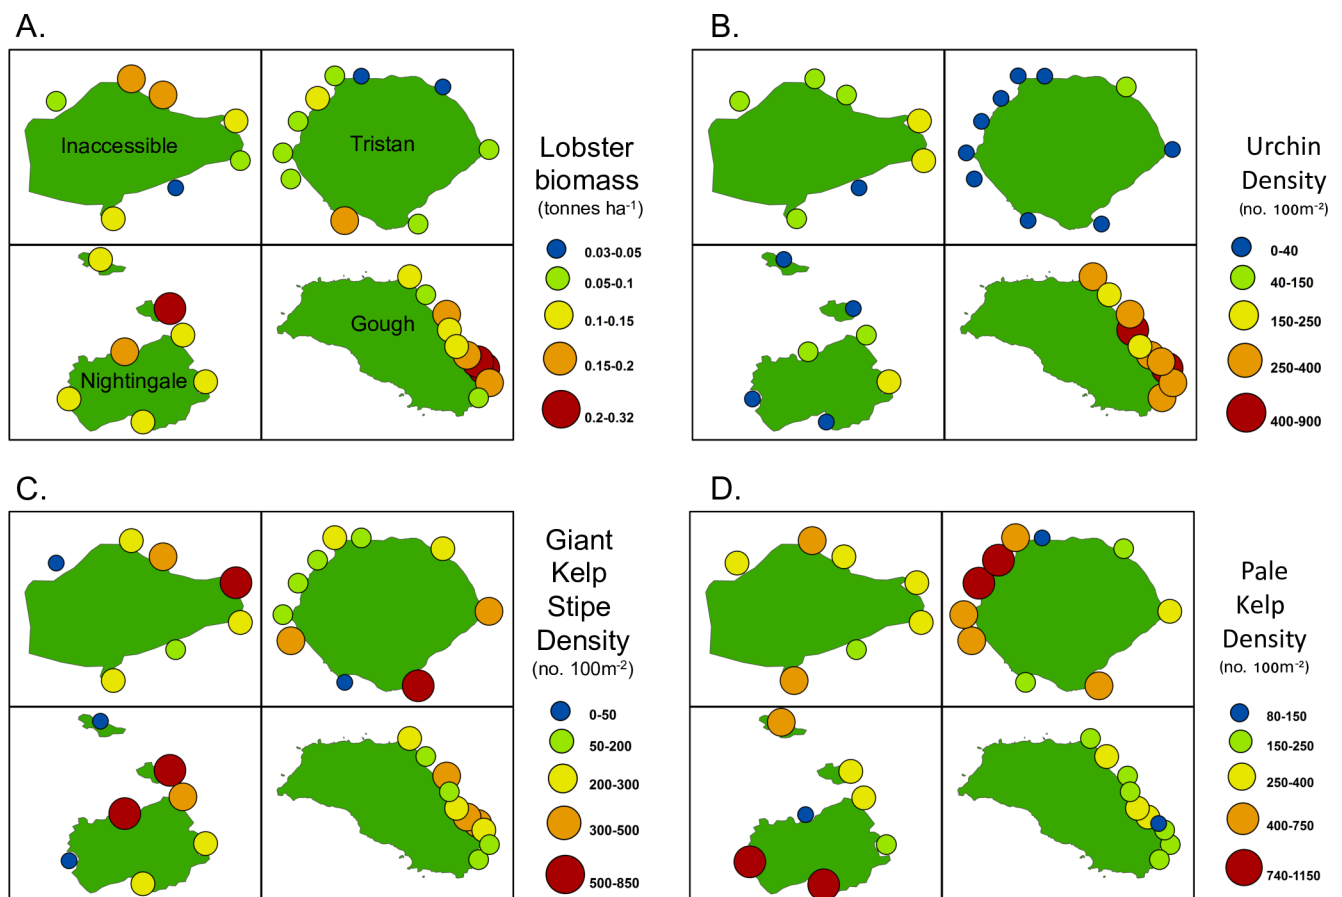 A.
Inaccessible
Tristan
Nightingale
Gough
Lobster
biomass
(tonnes ha-1)
0.03-0.05
0.05-0.1
0.1-0.15
0.15-0.2
0.2-0.32
B.
Urchin
Density
(no. 100m-2)
0-40
40-150
150-250
250-400
400-900
C.
Giant
Kelp
Stipe
Density
(no. 100m-2)
0-50
50-200
200-300
300-500
500-850
D.
Pale
Kelp
Density
(no. 100m-2)
80-150
150-250
250-400
400-750
740-1150